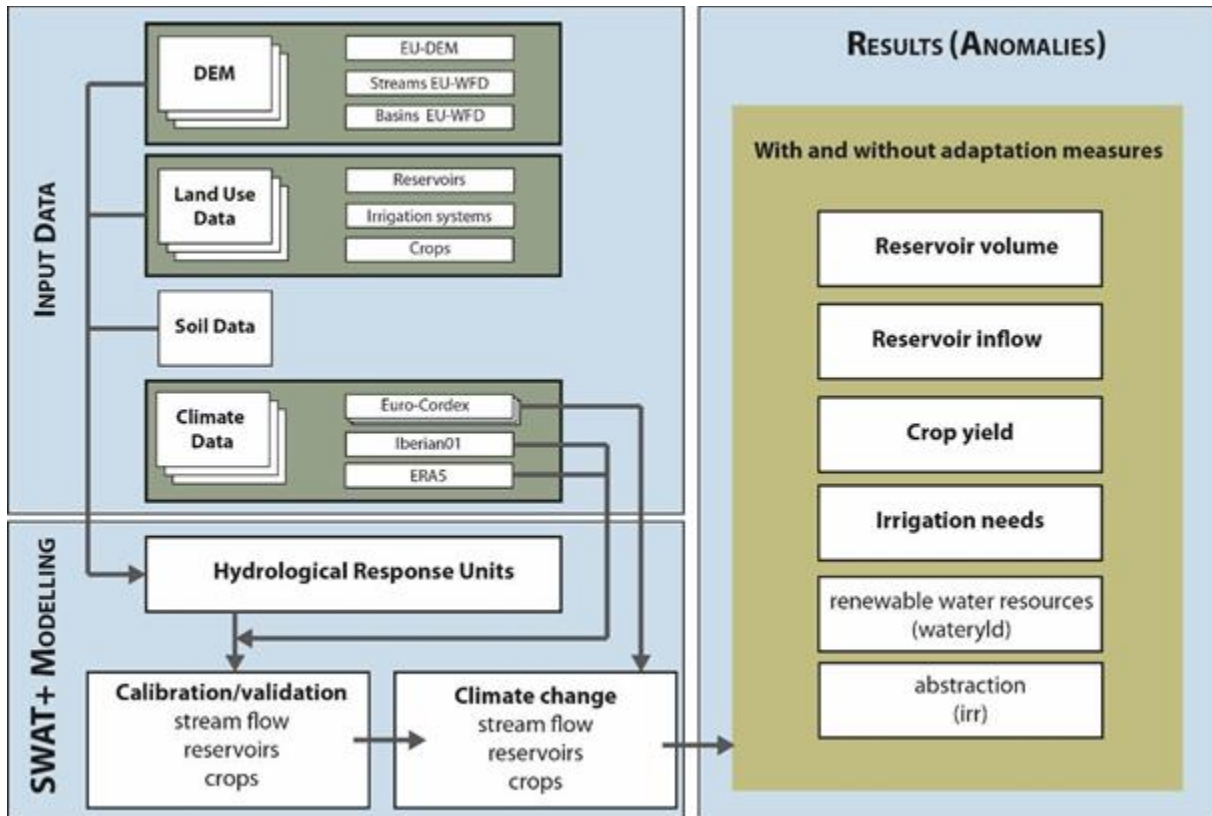 INPUT DATA
DEM
EU-DEM
Streams EU-WFD
Basins EU-WFD
Land Use
Data
Reservoirs
Irrigation systems
Crops
Soil Data
Climate
Data
Euro-Cordex
Iberian01
ERA5
SWAT+ MODELLING
Hydrological Response Units
Calibration/validation
stream flow
reservoirs
crops
Climate change
stream flow
reservoirs
crops
RESULTS (ANOMALIES)
With and without adaptation measures
Reservoir volume
Reservoir inflow
Crop yield
Irrigation needs
renewable water resources
(wateryld)
abstraction
(irr)